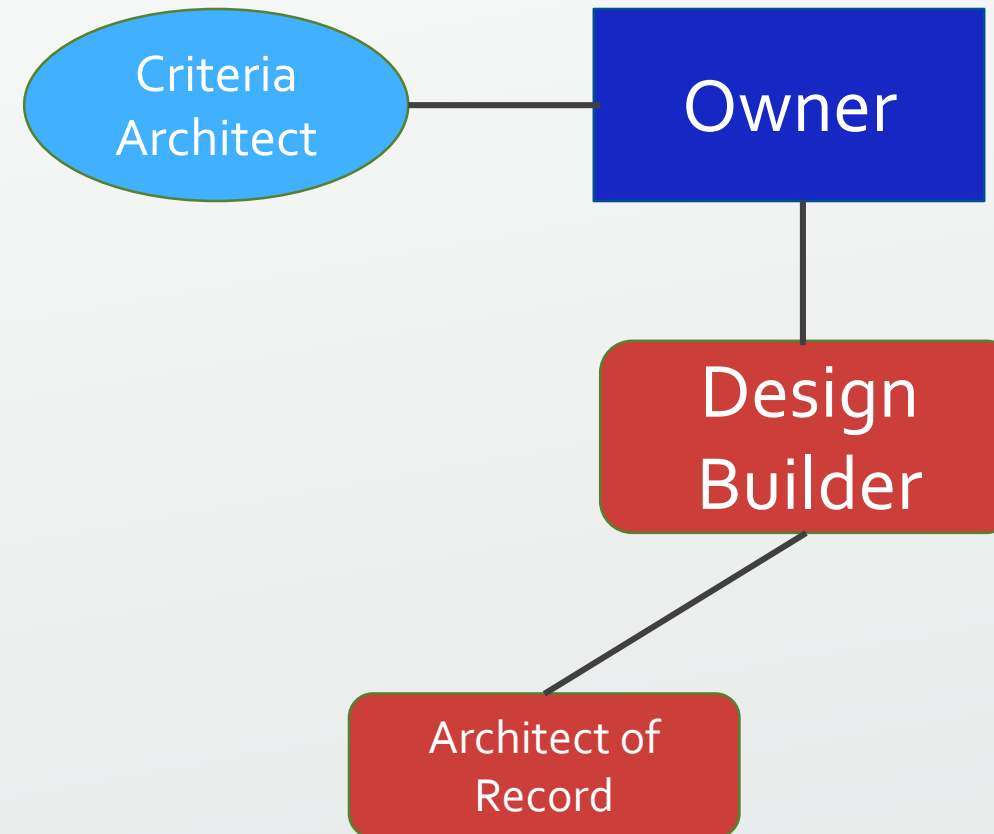 Criteria
Architect
Owner
Design
Builder
Architect of
Record